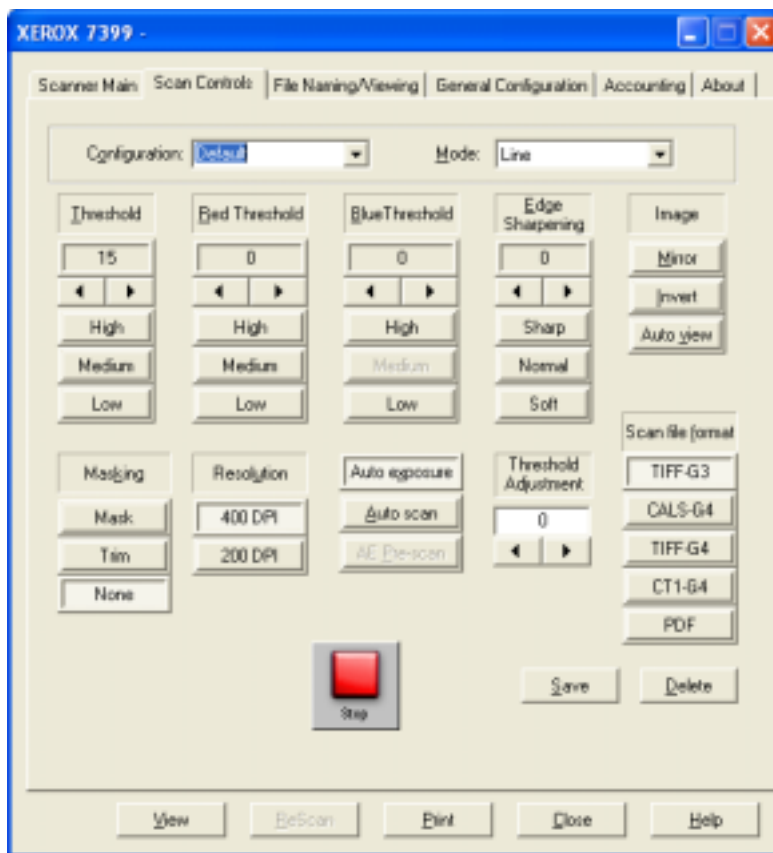 XEROX 7399 -
Scanner Main Scan Controls File Naming/Viewing General Configuration Accounting About
Configuration: Default Mode: Line
Threshold Red Threshold Blue Threshold Edge Sharpening Image
15 0 0 0 Mirror
High High High Sharp Invert
Medium Medium Medium Normal Auto view
Low Low Low Soft
Scan file format
Masking Resolution Auto exposure Threshold Adjustment TIFF-G3
Mask 400 DPI Auto scan 0 CALS-G4
Trim 200 DPI AE Pre-scan TIFF-G4
None CT1-G4
PDF
Stop
Save Delete
View ReScan Print Close Help